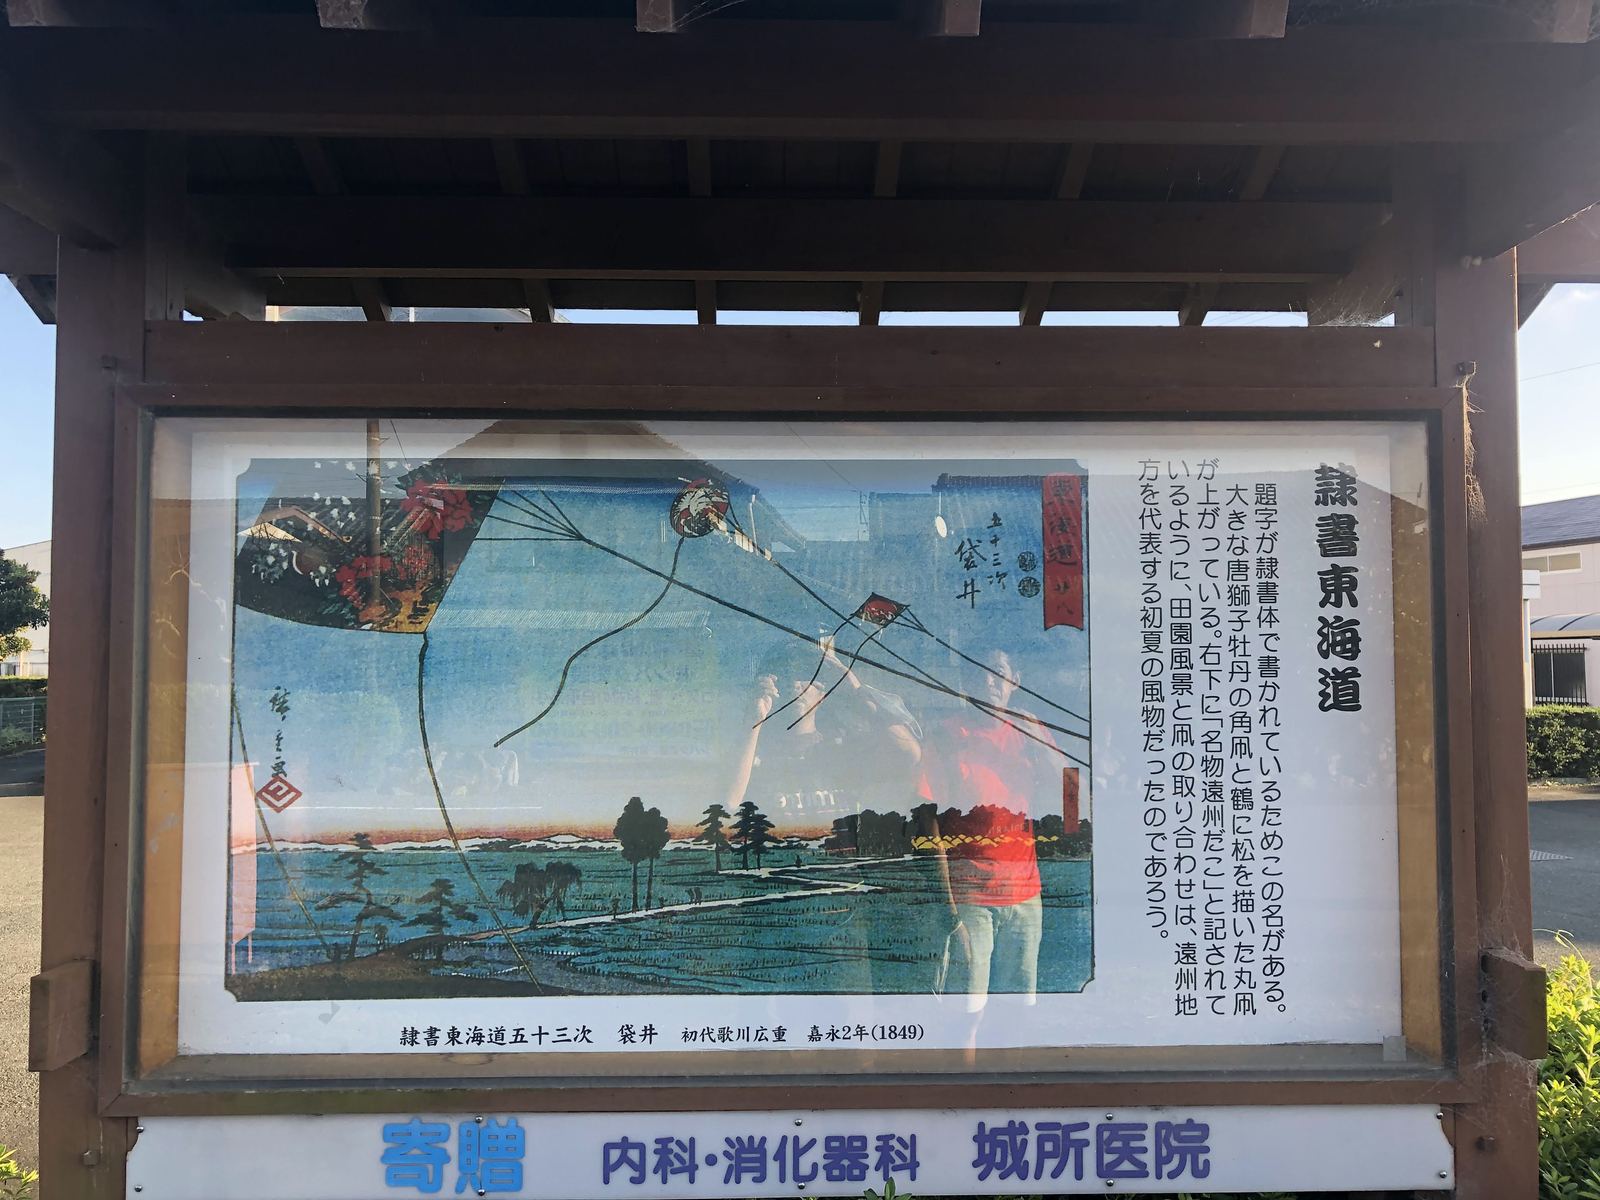 隷書東海道
題字が隷書体で書かれているためこの名がある。
大きな唐獅子牡丹の角凧と鶴に松を描いた丸凧
が上がっている。右下に「名物遠州だこ」と記されて
いるように、田園風景と凧の取り合わせは、遠州地
方を代表する初夏の風物だったのであろう。
東海道 廿八
五十三次
袋井
広重画
隷書東海道五十三次 袋井 初代歌川広重 嘉永2年(1849)
寄贈 内科・消化器科 城所医院